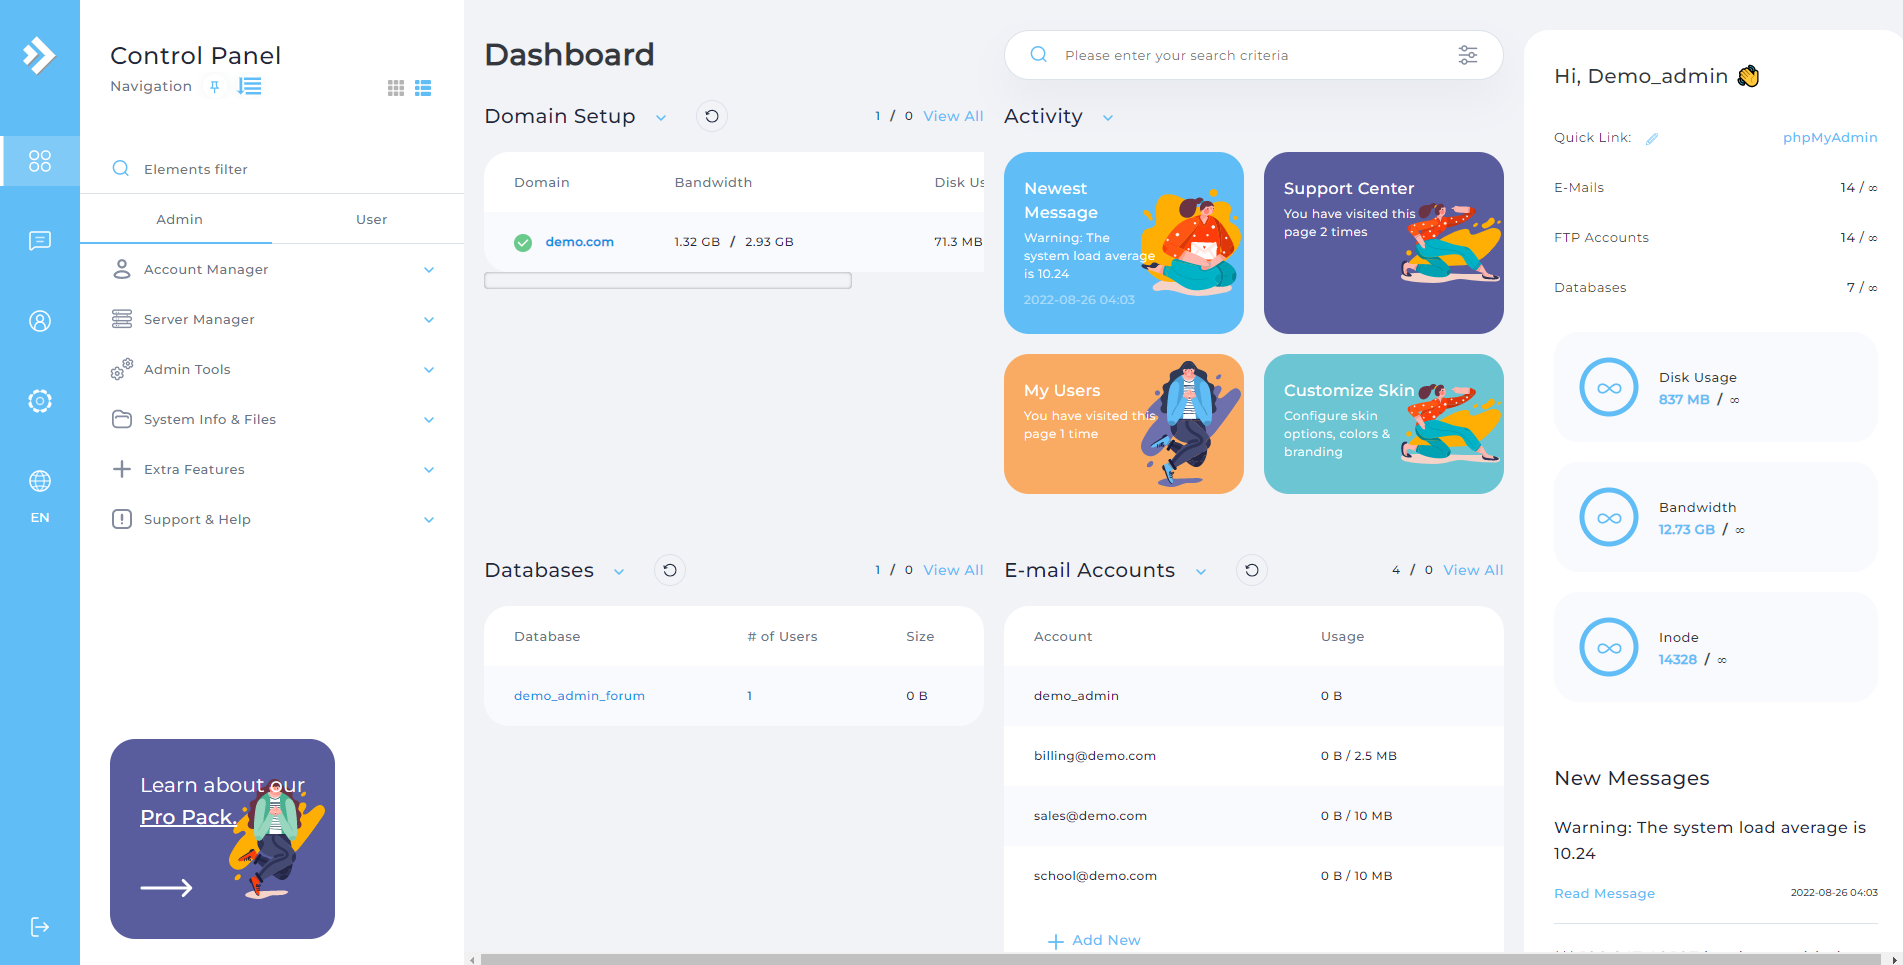 Control Panel
Navigation
Elements filter
Admin User
Account Manager
Server Manager
Admin Tools
System Info & Files
Extra Features
Support & Help
EN
Learn about our
Pro Pack.
Dashboard
Please enter your search criteria
Domain Setup 1 / 0 View All
Domain Bandwidth Disk Us
demo.com 1.32 GB / 2.93 GB 71.3 MB
Activity
Newest
Message
Warning: The
system load average
is 10.24
2022-08-26 04:03
Support Center
You have visited this
page 2 times
My Users
You have visited this
page 1 time
Customize Skin
Configure skin
options, colors &
branding
Databases 1 / 0 View All
Database # of Users Size
demo_admin_forum 1 0 B
E-mail Accounts 4 / 0 View All
Account Usage
demo_admin 0 B
billing@demo.com 0 B / 2.5 MB
sales@demo.com 0 B / 10 MB
school@demo.com 0 B / 10 MB
Add New
Hi, Demo_admin
Quick Link: phpMyAdmin
E-Mails 14 / ∞
FTP Accounts 14 / ∞
Databases 7 / ∞
Disk Usage
837 MB / ∞
Bandwidth
12.73 GB / ∞
Inode
14328 / ∞
New Messages
Warning: The system load average is
10.24
Read Message 2022-08-26 04:03